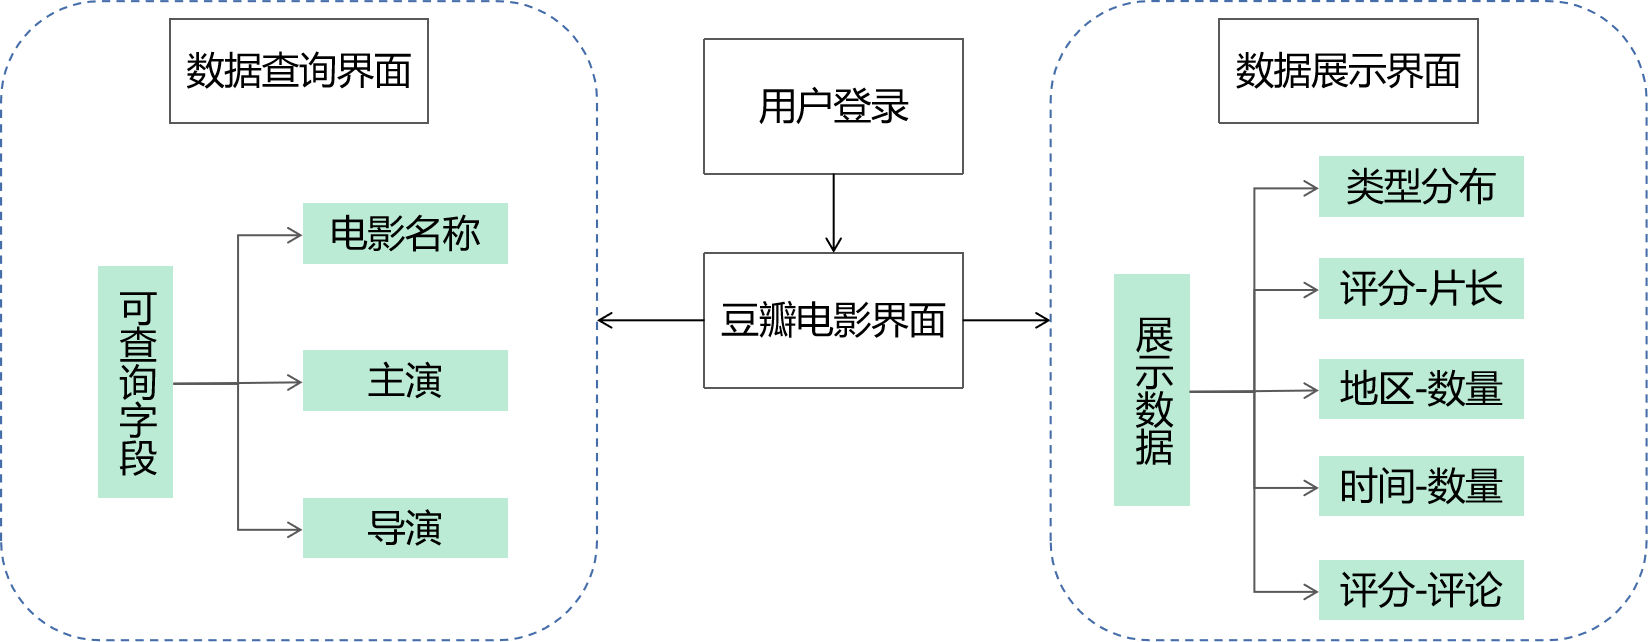 数据查询界面
可查询字段
电影名称
主演
导演
用户登录
豆瓣电影界面
数据展示界面
展示数据
类型分布
评分-片长
地区-数量
时间-数量
评分-评论